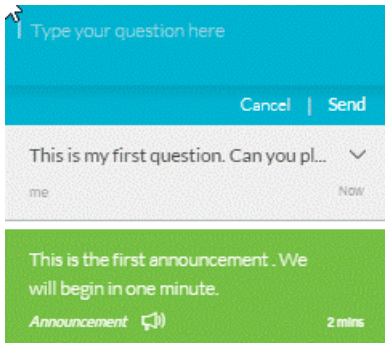 Type your question here
Cancel | Send
This is my first question. Can you pl...
me Now
This is the first announcement . We
will begin in one minute.
Announcement 2 mins